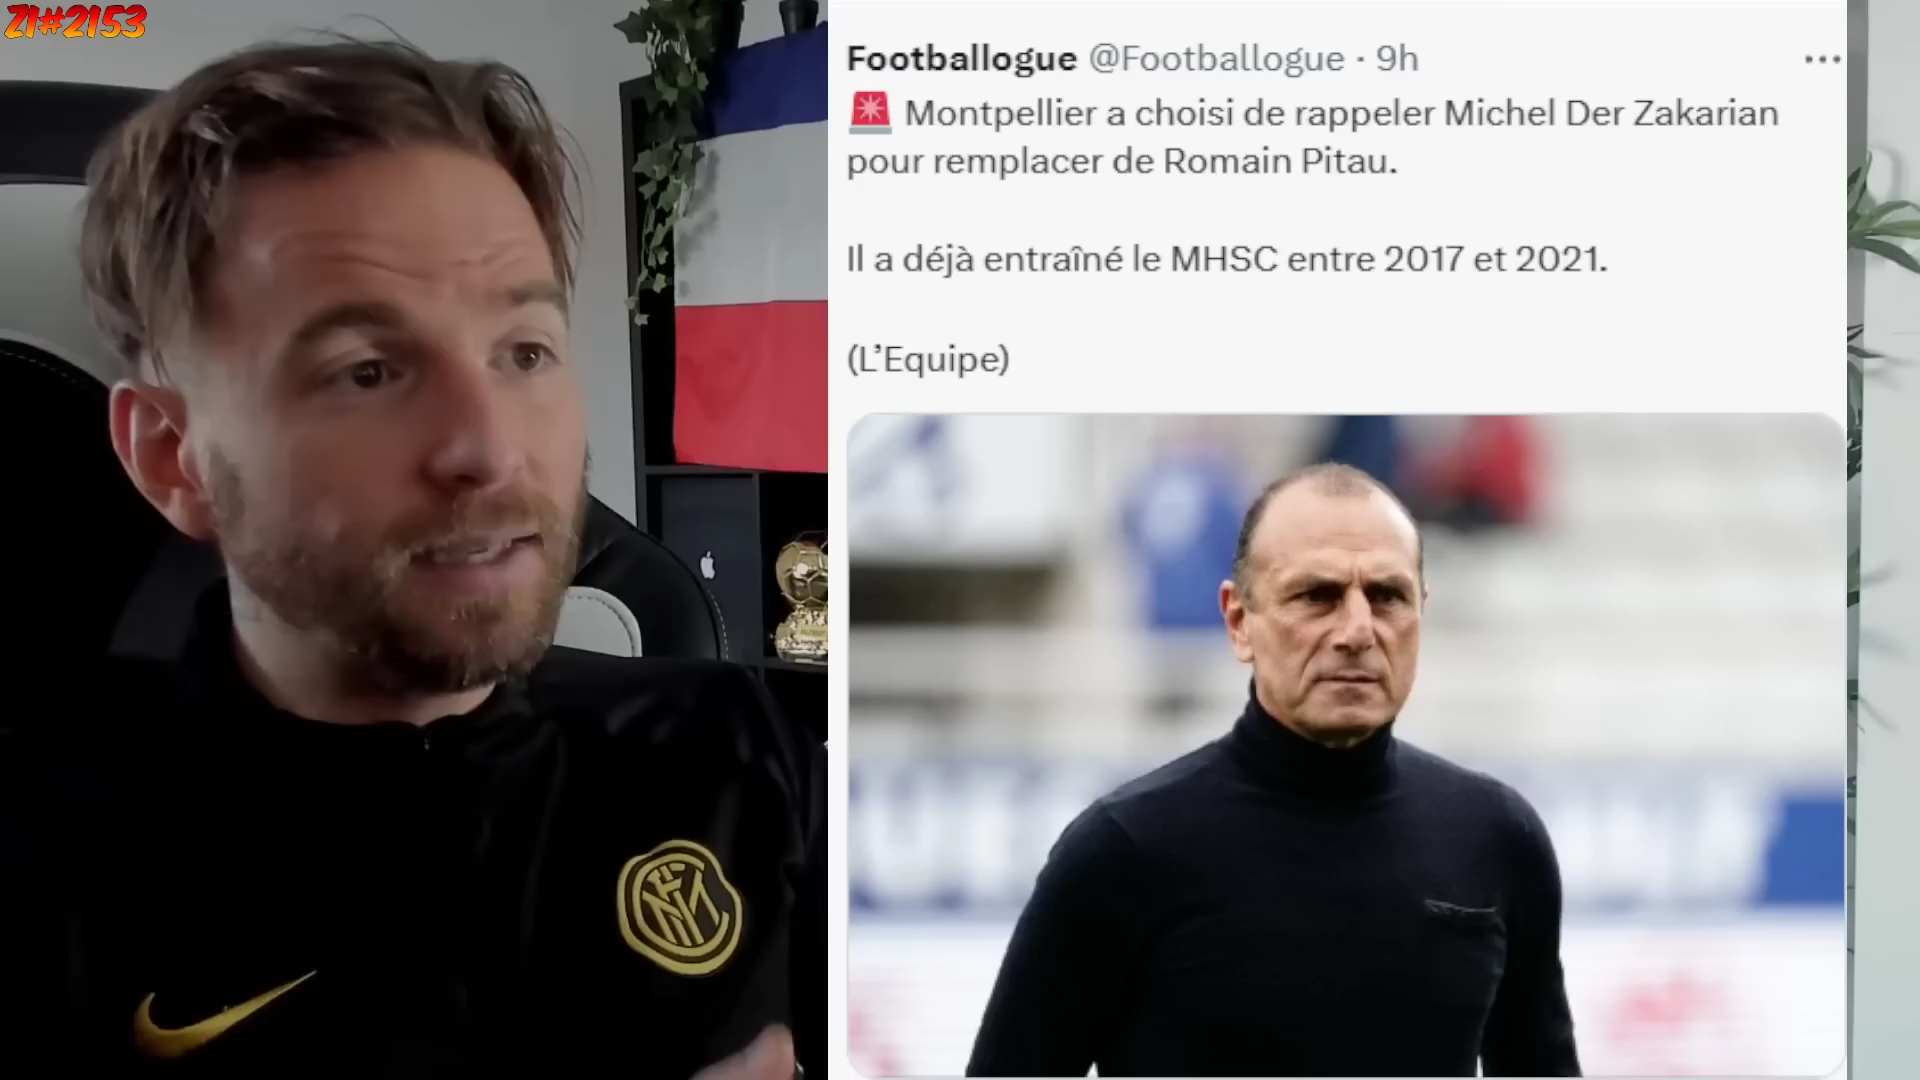 Z1#2153
Footballogue @Footballogue · 9h
🚨 Montpellier a choisi de rappeler Michel Der Zakarian
pour remplacer de Romain Pitau.
Il a déjà entraîné le MHSC entre 2017 et 2021.
(L’Equipe)